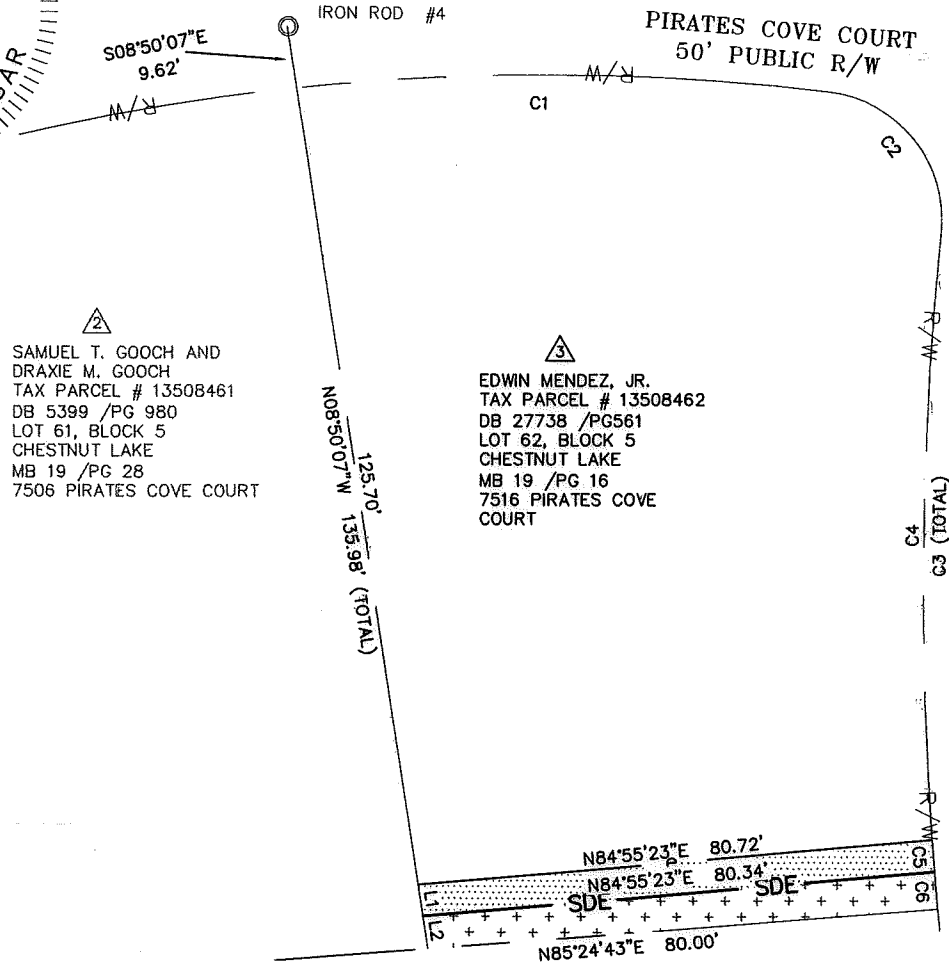 IRON ROD #4
PIRATES COVE COURT
50' PUBLIC R/W
S08°50'07"E
9.62'
R/W
R/W
C1
C2
2
SAMUEL T. GOOCH AND
DRAXIE M. GOOCH
TAX PARCEL # 13508461
DB 5399 /PG 980
LOT 61, BLOCK 5
CHESTNUT LAKE
MB 19 /PG 28
7506 PIRATES COVE COURT
3
EDWIN MENDEZ, JR.
TAX PARCEL # 13508462
DB 27738 /PG561
LOT 62, BLOCK 5
CHESTNUT LAKE
MB 19 /PG 16
7516 PIRATES COVE
COURT
R/W
125.70'
N08°50'07"W 135.98' (TOTAL)
C4
C3 (TOTAL)
R/W
N84°55'23"E 80.72'
C5
L1
N84°55'23"E 80.34'
SDE SDE
C6
L2
N85°24'43"E 80.00'